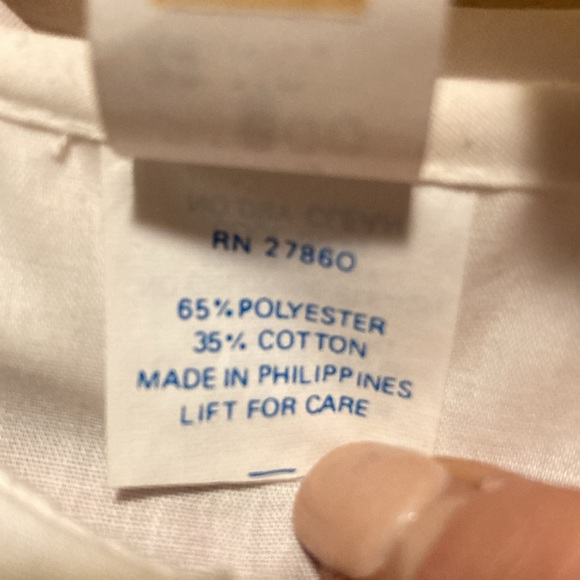 RN 27860
65% POLYESTER
35% COTTON
MADE IN PHILIPPINES
LIFT FOR CARE